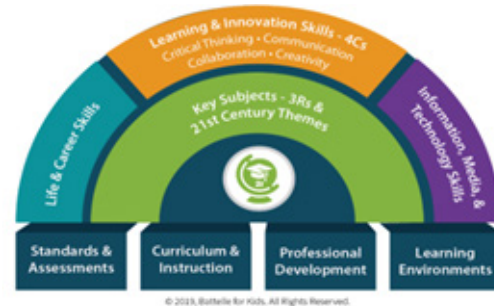 Learning & Innovation Skills - 4Cs
Critical Thinking • Communication
Collaboration • Creativity
Life & Career Skills
Key Subjects - 3Rs &
21st Century Themes
Information, Media, &
Technology Skills
Standards &
Assessments
Curriculum &
Instruction
Professional
Development
Learning
Environments
© 2019, Battelle for Kids. All Rights Reserved.